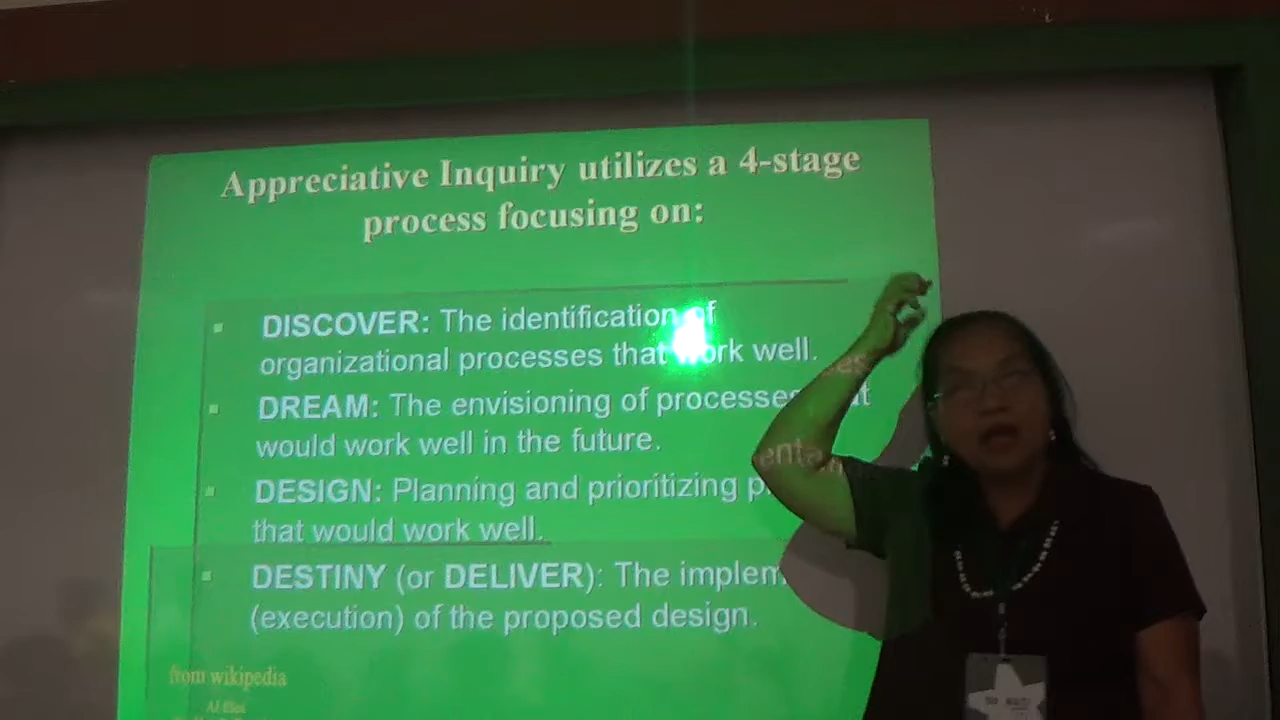 Appreciative Inquiry utilizes a 4-stage
process focusing on:
▪ DISCOVER: The identification of
organizational processes that work well.
▪ DREAM: The envisioning of processes
would work well in the future.
▪ DESIGN: Planning and prioritizing
that would work well.
▪ DESTINY (or DELIVER): The
(execution) of the proposed design.
from wikipedia